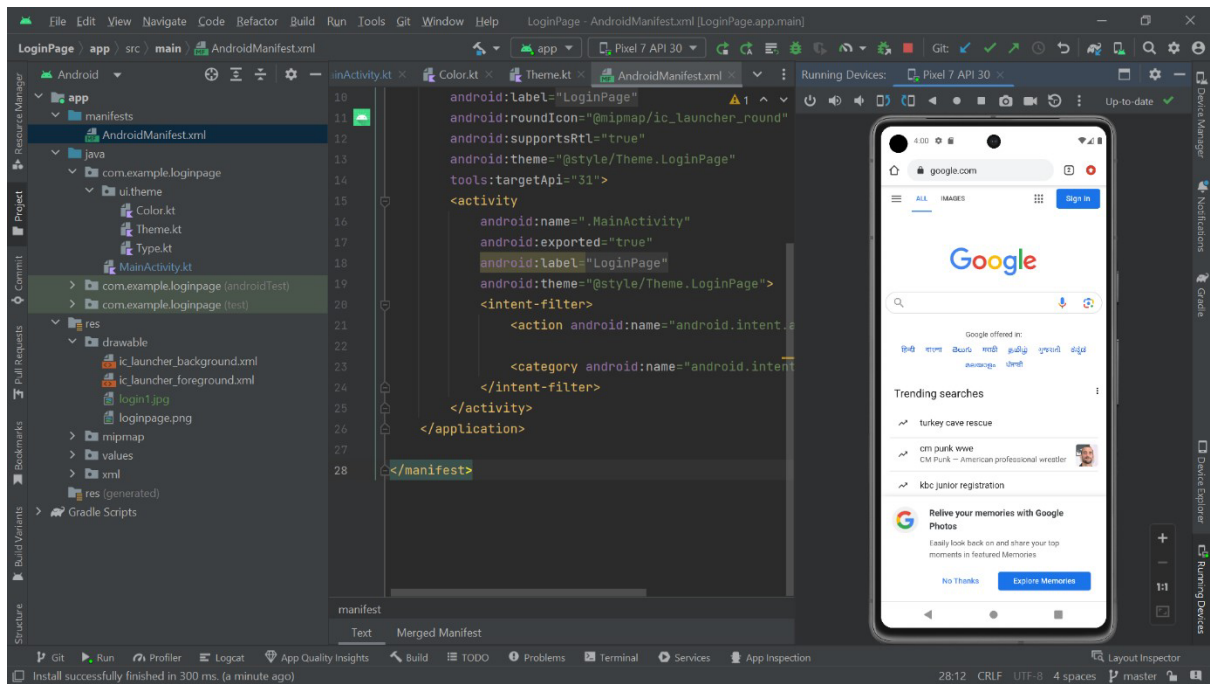 File Edit View Navigate Code Refactor Build Run Tools Git Window Help LoginPage - AndroidManifest.xml [LoginPage.app.main]
LoginPage app src main AndroidManifest.xml
app Pixel 7 API 30 Git:
Android
app
manifests
AndroidManifest.xml
java
com.example.loginpage
ui.theme
Color.kt
Theme.kt
Type.kt
MainActivity.kt
com.example.loginpage (androidTest)
com.example.loginpage (test)
res
drawable
ic_launcher_background.xml
ic_launcher_foreground.xml
login1.jpg
loginpage.png
mipmap
values
xml
res (generated)
Gradle Scripts
Resource Manager
Project
Commit
Pull Requests
Bookmarks
Build Variants
Structure
inActivity.kt Color.kt Theme.kt AndroidManifest.xml
1
10 android:label="LoginPage"
11 android:roundIcon="@mipmap/ic_launcher_round"
12 android:supportsRtl="true"
13 android:theme="@style/Theme.LoginPage"
14 tools:targetApi="31">
15 <activity
16 android:name=".MainActivity"
17 android:exported="true"
18 android:label="LoginPage"
19 android:theme="@style/Theme.LoginPage">
20 <intent-filter>
21 <action android:name="android.intent.a
22
23 <category android:name="android.intent
24 </intent-filter>
25 </activity>
26 </application>
27
28 </manifest>
manifest
Text Merged Manifest
Running Devices: Pixel 7 API 30
Up-to-date
4:00
google.com
ALL IMAGES Sign in
Google
Google offered in:
हिन्दी বাংলা తెలుగు मराठी தமிழ் ગુજરાતી ಕನ್ನಡ
മലയാളം ਪੰਜਾਬੀ
Trending searches
turkey cave rescue
cm punk wwe
CM Punk — American professional wrestler
kbc junior registration
Relive your memories with Google
Photos
Easily look back on and share your top
moments in featured Memories
No Thanks Explore Memories
1:1
Device Manager
Notifications
Gradle
Device Explorer
Running Devices
Git Run Profiler Logcat App Quality Insights Build TODO Problems Terminal Services App Inspection Layout Inspector
Install successfully finished in 300 ms. (a minute ago) 28:12 CRLF UTF-8 4 spaces master